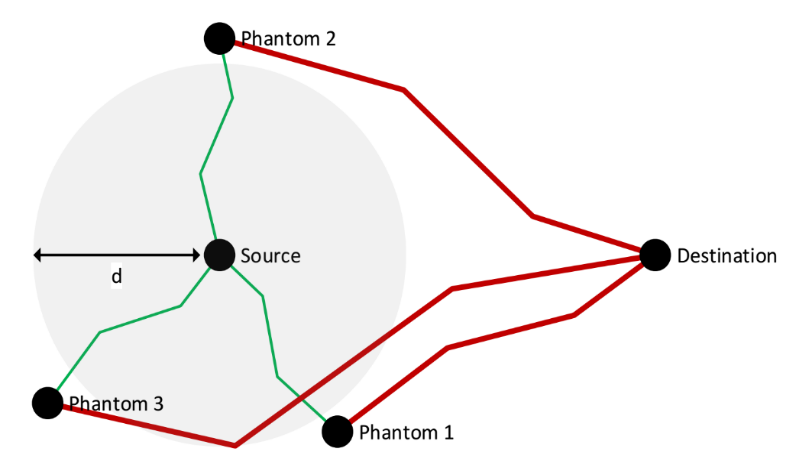 Phantom 2
Source
Destination
d
Phantom 3
Phantom 1